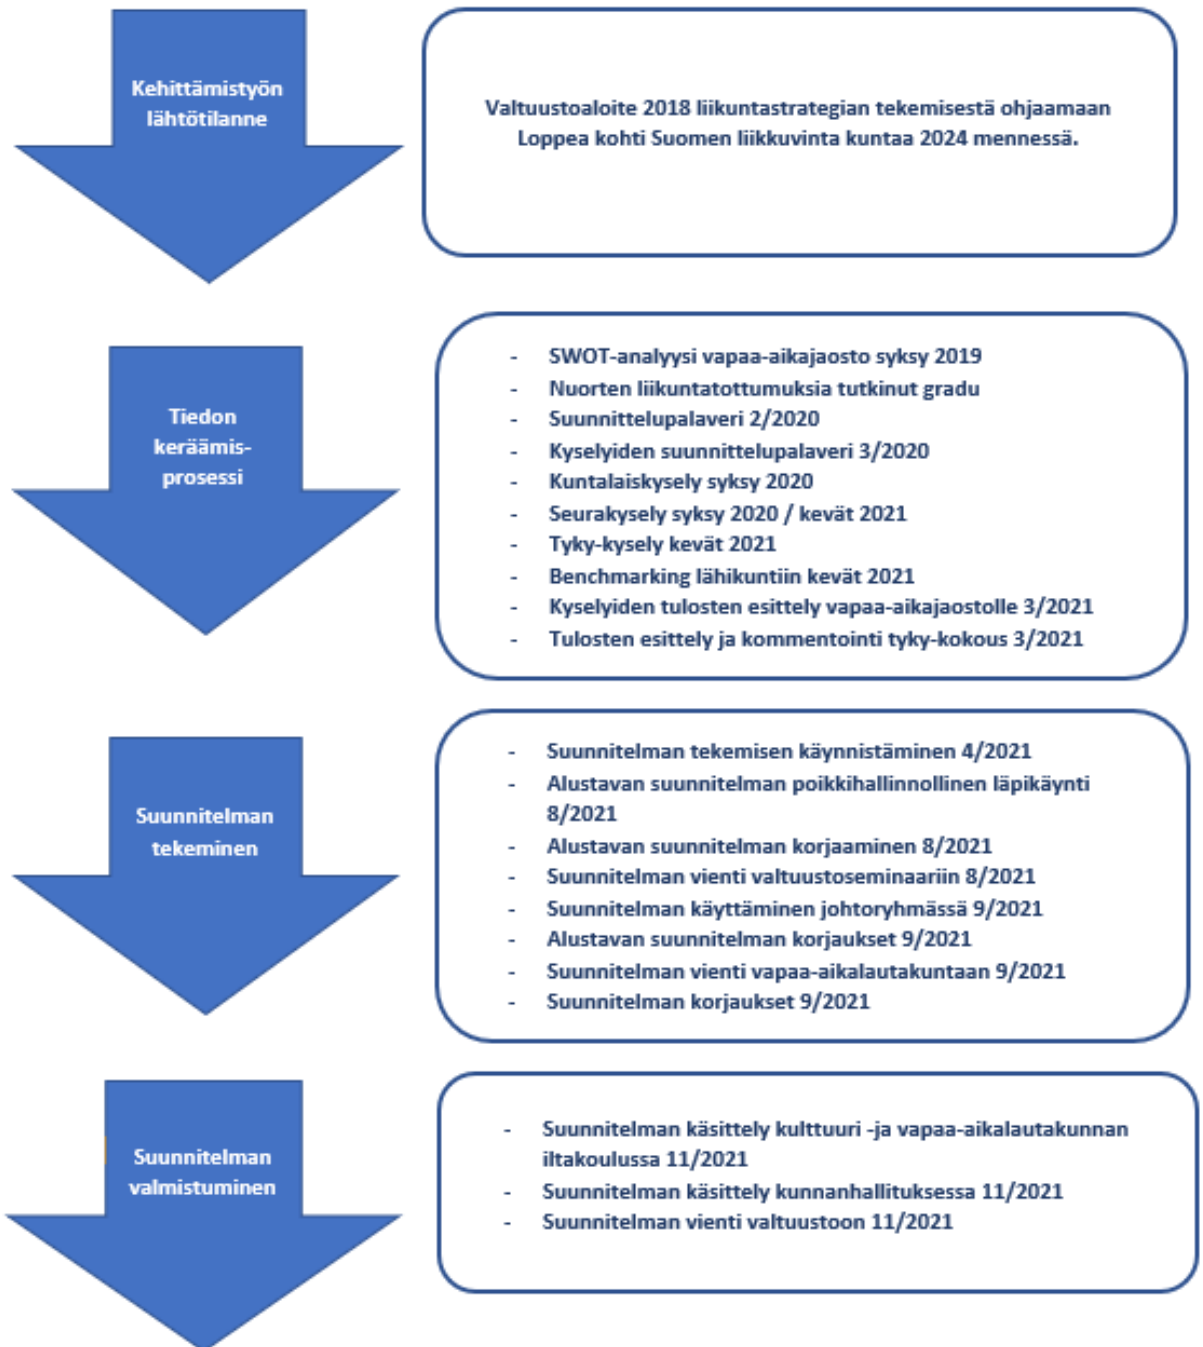 Kehittämistyön
lähtötilanne
Valtuustoaloite 2018 liikuntastrategian tekemisestä ohjaamaan
Loppea kohti Suomen liikkuvinta kuntaa 2024 mennessä.
Tiedon
keräämis-
prosessi
- SWOT-analyysi vapaa-aikajaosto syksy 2019
- Nuorten liikuntatottumuksia tutkinut gradu
- Suunnittelupalaveri 2/2020
- Kyselyiden suunnittelupalaveri 3/2020
- Kuntalaiskysely syksy 2020
- Seurakysely syksy 2020 / kevät 2021
- Tyky-kysely kevät 2021
- Benchmarking lähikuntiin kevät 2021
- Kyselyiden tulosten esittely vapaa-aikajaostolle 3/2021
- Tulosten esittely ja kommentointi tyky-kokous 3/2021
Suunnitelman
tekeminen
- Suunnitelman tekemisen käynnistäminen 4/2021
- Alustavan suunnitelman poikkihallinnollinen läpikäynti
8/2021
- Alustavan suunnitelman korjaaminen 8/2021
- Suunnitelman vienti valtuustoseminaariin 8/2021
- Suunnitelman käyttäminen johtoryhmässä 9/2021
- Alustavan suunnitelman korjaukset 9/2021
- Suunnitelman vienti vapaa-aikalautakuntaan 9/2021
- Suunnitelman korjaukset 9/2021
Suunnitelman
valmistuminen
- Suunnitelman käsittely kulttuuri -ja vapaa-aikalautakunnan
iltakoulussa 11/2021
- Suunnitelman käsittely kunnanhallituksessa 11/2021
- Suunnitelman vienti valtuustoon 11/2021